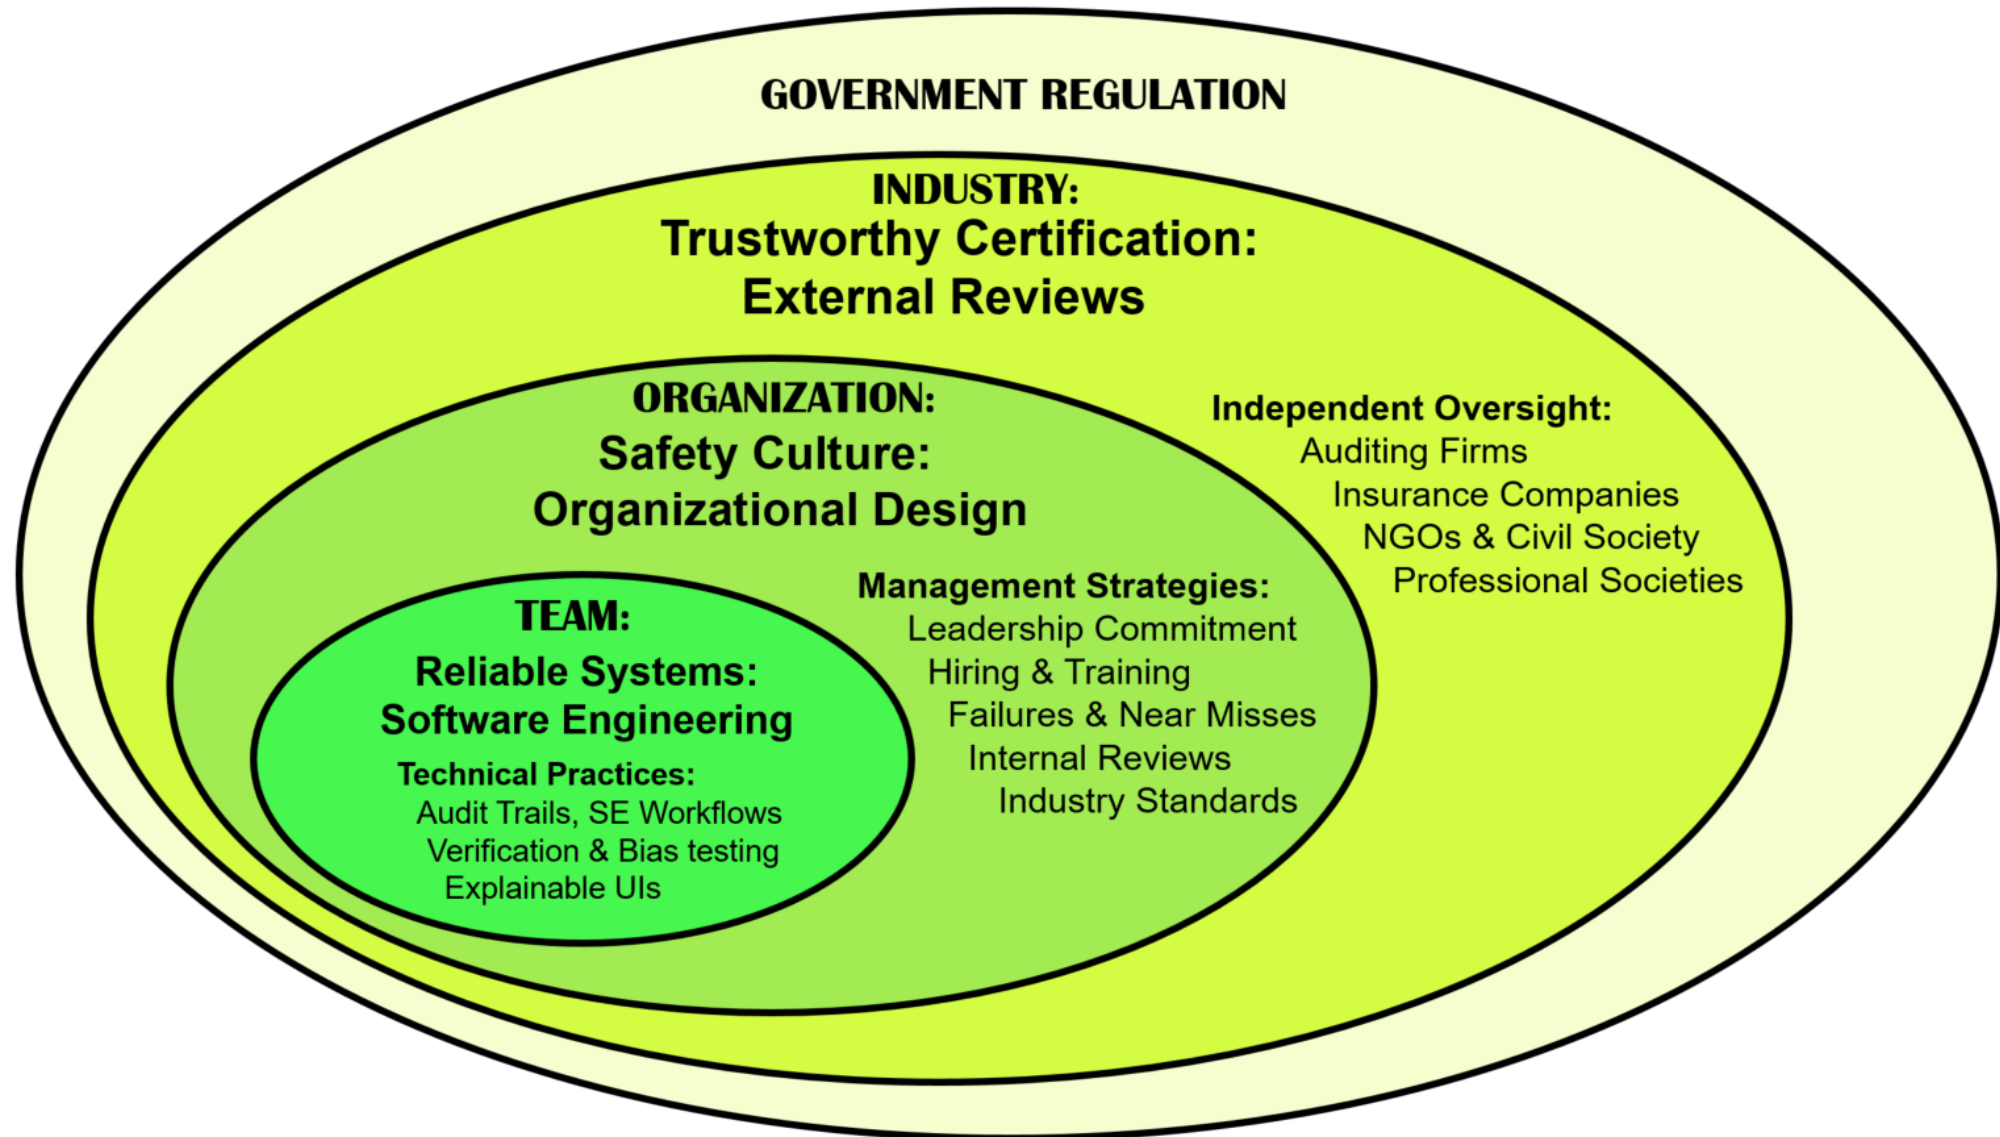 GOVERNMENT REGULATION
INDUSTRY:
Trustworthy Certification:
External Reviews
Independent Oversight:
Auditing Firms
Insurance Companies
NGOs & Civil Society
Professional Societies
ORGANIZATION:
Safety Culture:
Organizational Design
Management Strategies:
Leadership Commitment
Hiring & Training
Failures & Near Misses
Internal Reviews
Industry Standards
TEAM:
Reliable Systems:
Software Engineering
Technical Practices:
Audit Trails, SE Workflows
Verification & Bias testing
Explainable UIs